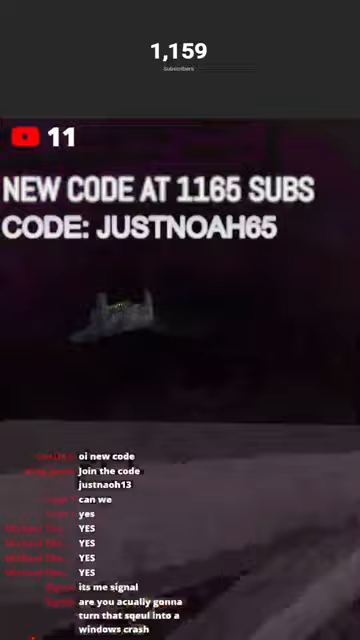 1,159
Subscribers
11
NEW CODE AT 1165 SUBS
CODE: JUSTNOAH65
oi new code
Join the code
justnaoh13
can we
yes
YES
YES
YES
YES
its me signal
are you acually gonna
turn that sqeul into a
windows crash